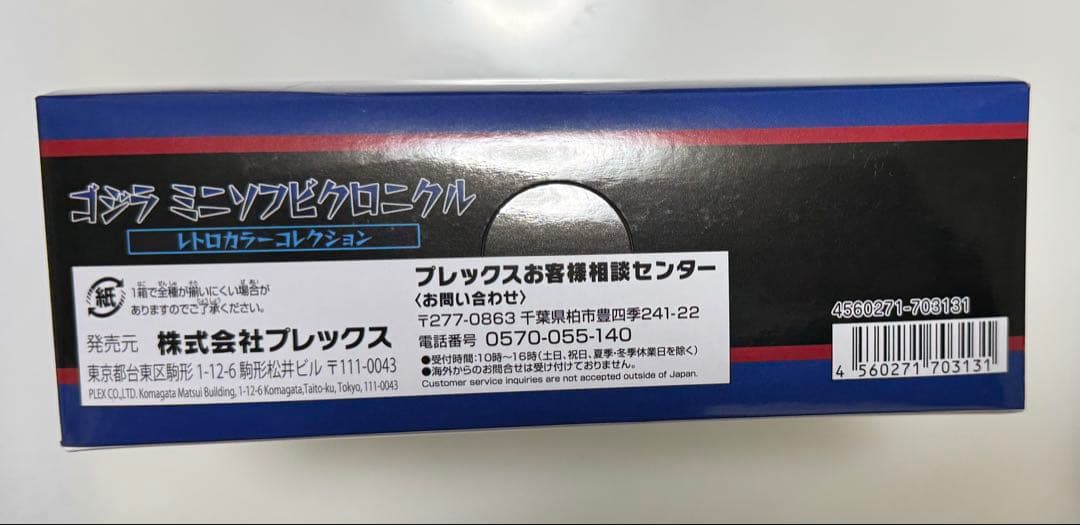 ゴジラ ミニソフビクロニクル
レトロカラーコレクション
紙
1箱で全種が揃いにくい場合が
ありますのでご了承ください。
発売元 株式会社プレックス
東京都台東区駒形1-12-6 駒形松井ビル 〒111-0043
PLEX CO.,LTD. Komagata Matsui Building, 1-12-6 Komagata,Taito-ku, Tokyo, 111-0043
プレックスお客様相談センター
〈お問い合わせ〉
〒277-0863 千葉県柏市豊四季241-22
電話番号 0570-055-140
●受付時間:10時~16時(土日、祝日、夏季・冬季休業日を除く)
●海外からのお問合せは受け付けておりません。
Customer service inquiries are not accepted outside of Japan.
4560271-703131
4 560271 703131